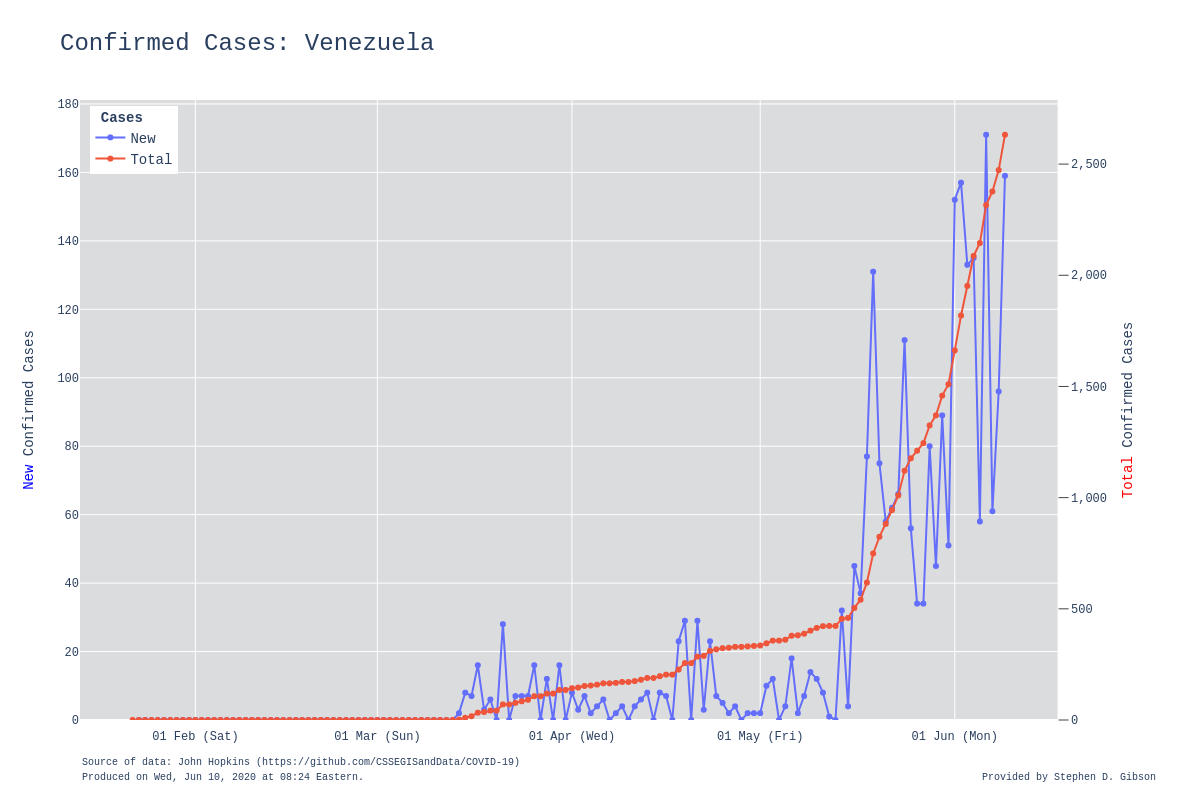 Confirmed Cases: Venezuela
Cases
New
Total
180
160
140
120
100
80
60
40
20
0
2,500
2,000
1,500
1,000
500
0
New Confirmed Cases
Total Confirmed Cases
01 Feb (Sat)
01 Mar (Sun)
01 Apr (Wed)
01 May (Fri)
01 Jun (Mon)
Source of data: John Hopkins (https://github.com/CSSEGISandData/COVID-19)
Produced on Wed, Jun 10, 2020 at 08:24 Eastern.
Provided by Stephen D. Gibson